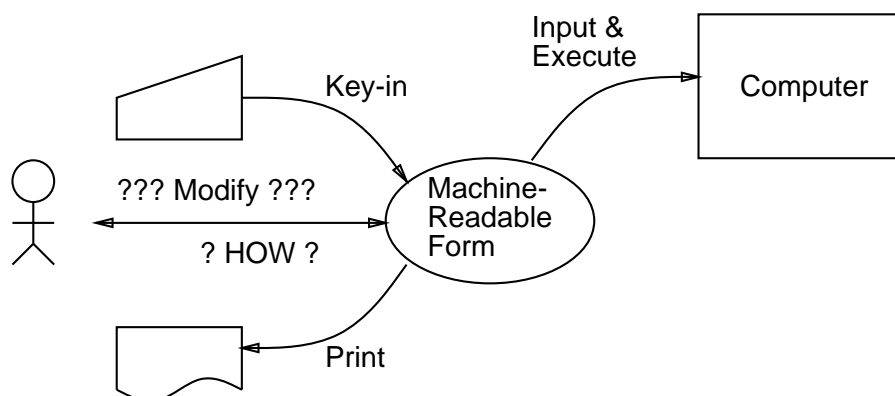 Input &
Execute
Key-in
Computer
??? Modify ???
Machine-
Readable
Form
? HOW ?
Print